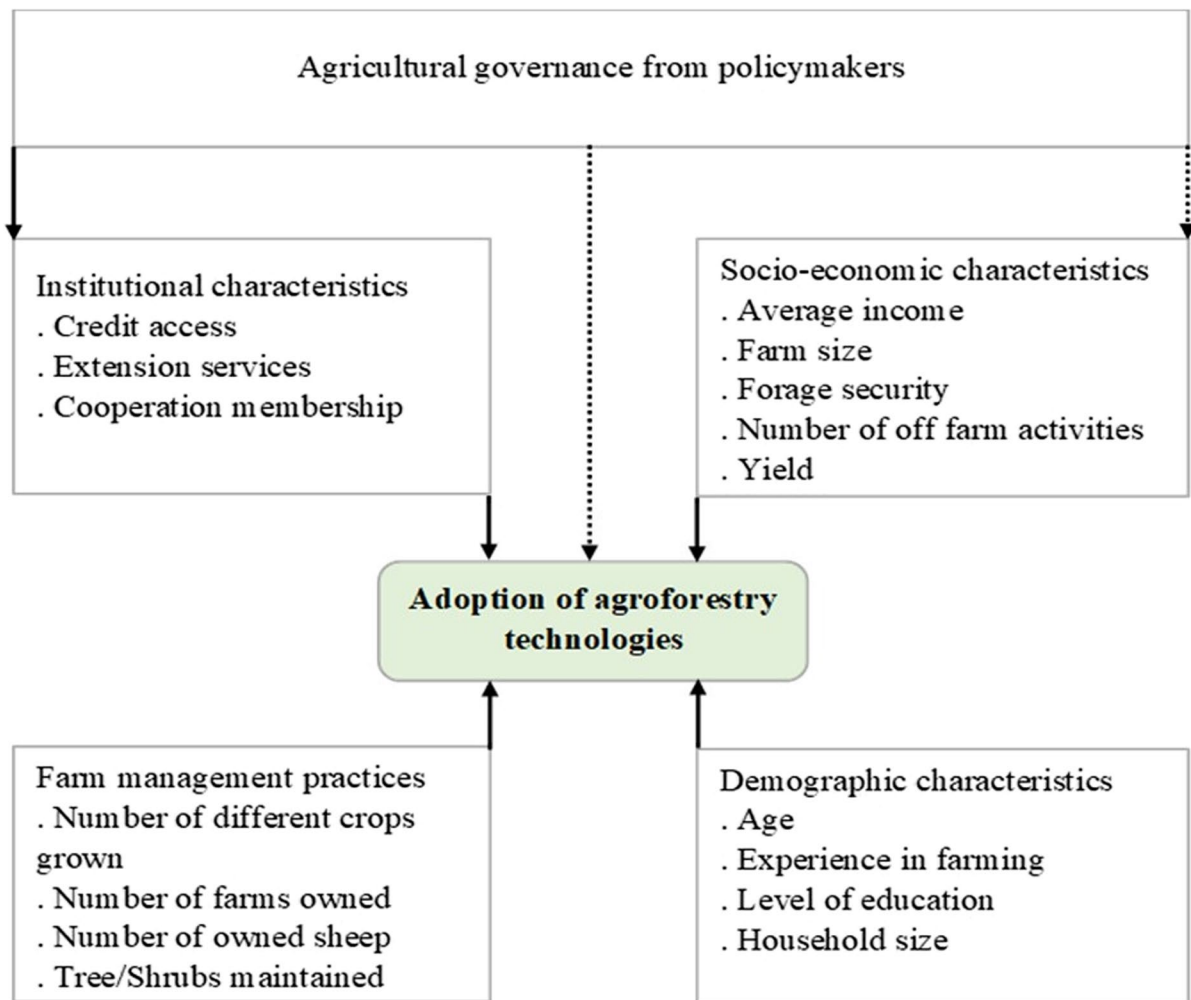 Agricultural governance from policymakers
Institutional characteristics
. Credit access
. Extension services
. Cooperation membership
Socio-economic characteristics
. Average income
. Farm size
. Forage security
. Number of off farm activities
. Yield
Adoption of agroforestry
technologies
Farm management practices
. Number of different crops
grown
. Number of farms owned
. Number of owned sheep
. Tree/Shrubs maintained
Demographic characteristics
. Age
. Experience in farming
. Level of education
. Household size